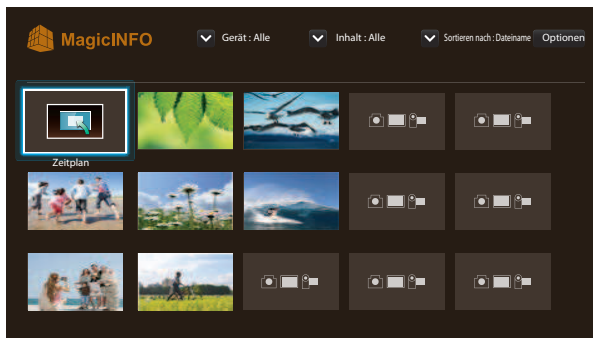 MagicINFO
Gerät : Alle
Inhalt : Alle
Sortieren nach : Dateiname
Optionen
Zeitplan